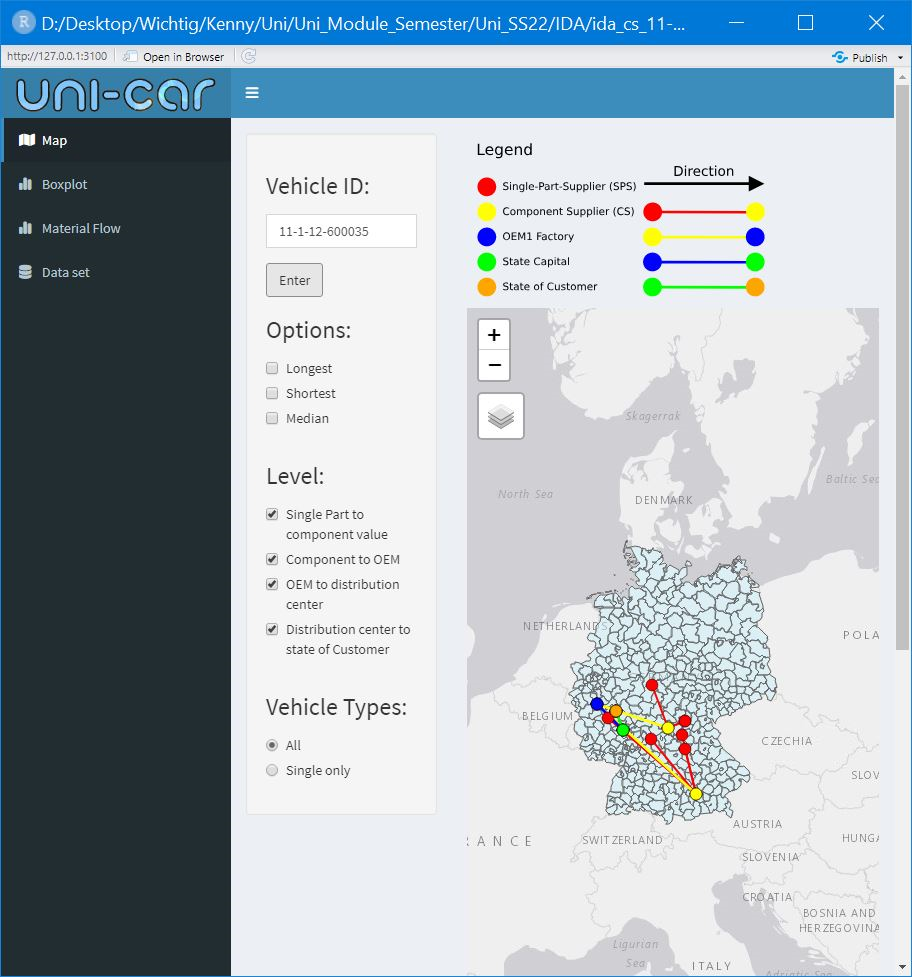 D:/Desktop/Wichtig/Kenny/Uni/Uni_Module_Semester/Uni_SS22/IDA/ida_cs_11-...
http://127.0.0.1:3100
Open in Browser
Publish
uni-car
Map
Boxplot
Material Flow
Data set
Vehicle ID:
11-1-12-600035
Enter
Options:
Longest
Shortest
Median
Level:
Single Part to
component value
Component to OEM
OEM to distribution
center
Distribution center to
state of Customer
Vehicle Types:
All
Single only
Legend
Direction
Single-Part-Supplier (SPS)
Component Supplier (CS)
OEM1 Factory
State Capital
State of Customer
+
−
Skagerrak
Baltic Sea
North Sea
DENMARK
NETHERLANDS
POLA
BELGIUM
CZECHIA
SLOV
AUSTRIA
RANCE
SWITZERLAND
HUNGA
SLOVENIA
CROATIA
BOSNIA AND
HERZEGOVINA
Ligurian
Sea
ITALY
Adriatic Sea